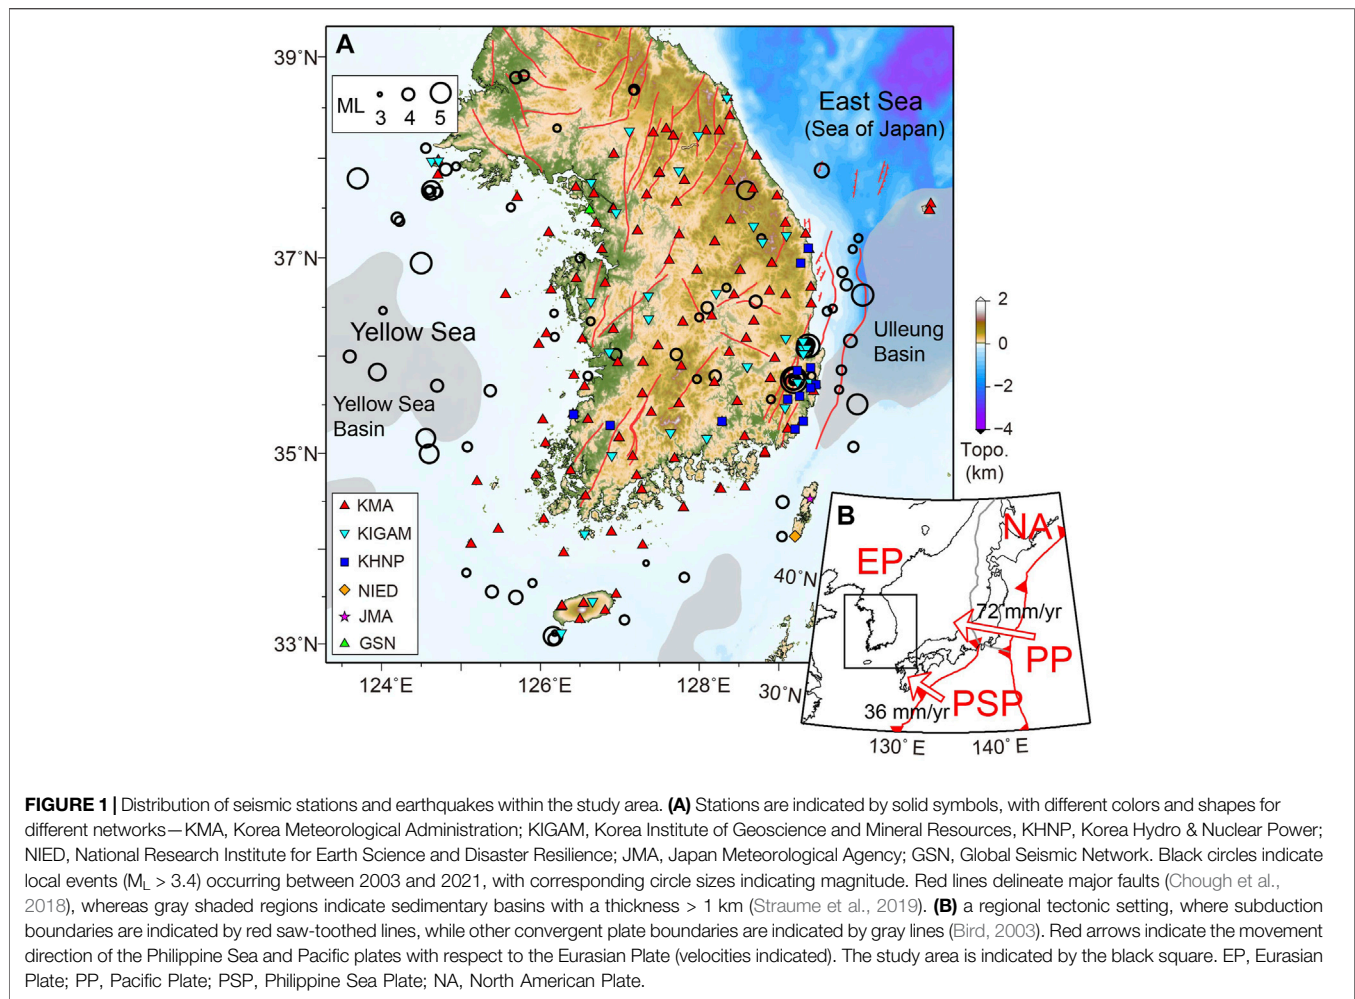 A
39°N
37°N
35°N
33°N
124°E
126°E
128°E
ML
3 4 5
East Sea
(Sea of Japan)
Yellow Sea
Yellow Sea
Basin
Ulleung
Basin
KMA
KIGAM
KHNP
NIED
JMA
GSN
2
0
−2
−4
Topo.
(km)
B
NA
EP
72 mm/yr
PP
PSP
36 mm/yr
40°N
30°N
130°E
140°E
FIGURE 1 | Distribution of seismic stations and earthquakes within the study area. (A) Stations are indicated by solid symbols, with different colors and shapes for
different networks—KMA, Korea Meteorological Administration; KIGAM, Korea Institute of Geoscience and Mineral Resources, KHNP, Korea Hydro & Nuclear Power;
NIED, National Research Institute for Earth Science and Disaster Resilience; JMA, Japan Meteorological Agency; GSN, Global Seismic Network. Black circles indicate
local events (ML > 3.4) occurring between 2003 and 2021, with corresponding circle sizes indicating magnitude. Red lines delineate major faults (Chough et al.,
2018), whereas gray shaded regions indicate sedimentary basins with a thickness > 1 km (Straume et al., 2019). (B) a regional tectonic setting, where subduction
boundaries are indicated by red saw-toothed lines, while other convergent plate boundaries are indicated by gray lines (Bird, 2003). Red arrows indicate the movement
direction of the Philippine Sea and Pacific plates with respect to the Eurasian Plate (velocities indicated). The study area is indicated by the black square. EP, Eurasian
Plate; PP, Pacific Plate; PSP, Philippine Sea Plate; NA, North American Plate.